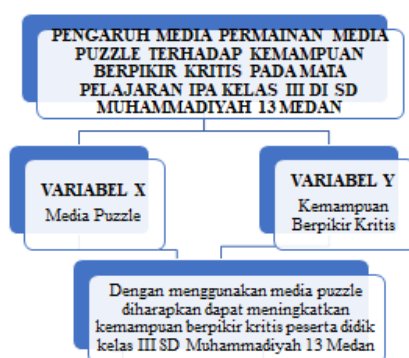 PENGARUH MEDIA PERMAINAN MEDIA
PUZZLE TERHADAP KEMAMPUAN
BERPIKIR KRITIS PADA MATA
PELAJARAN IPA KELAS III DI SD
MUHAMMADIYAH 13 MEDAN
VARIABEL X
Media Puzzle
VARIABEL Y
Kemampuan
Berpikir Kritis
Dengan menggunakan media puzzle
diharapkan dapat meningkatkan
kemampuan berpikir kritis peserta didik
kelas III SD Muhammadiyah 13 Medan